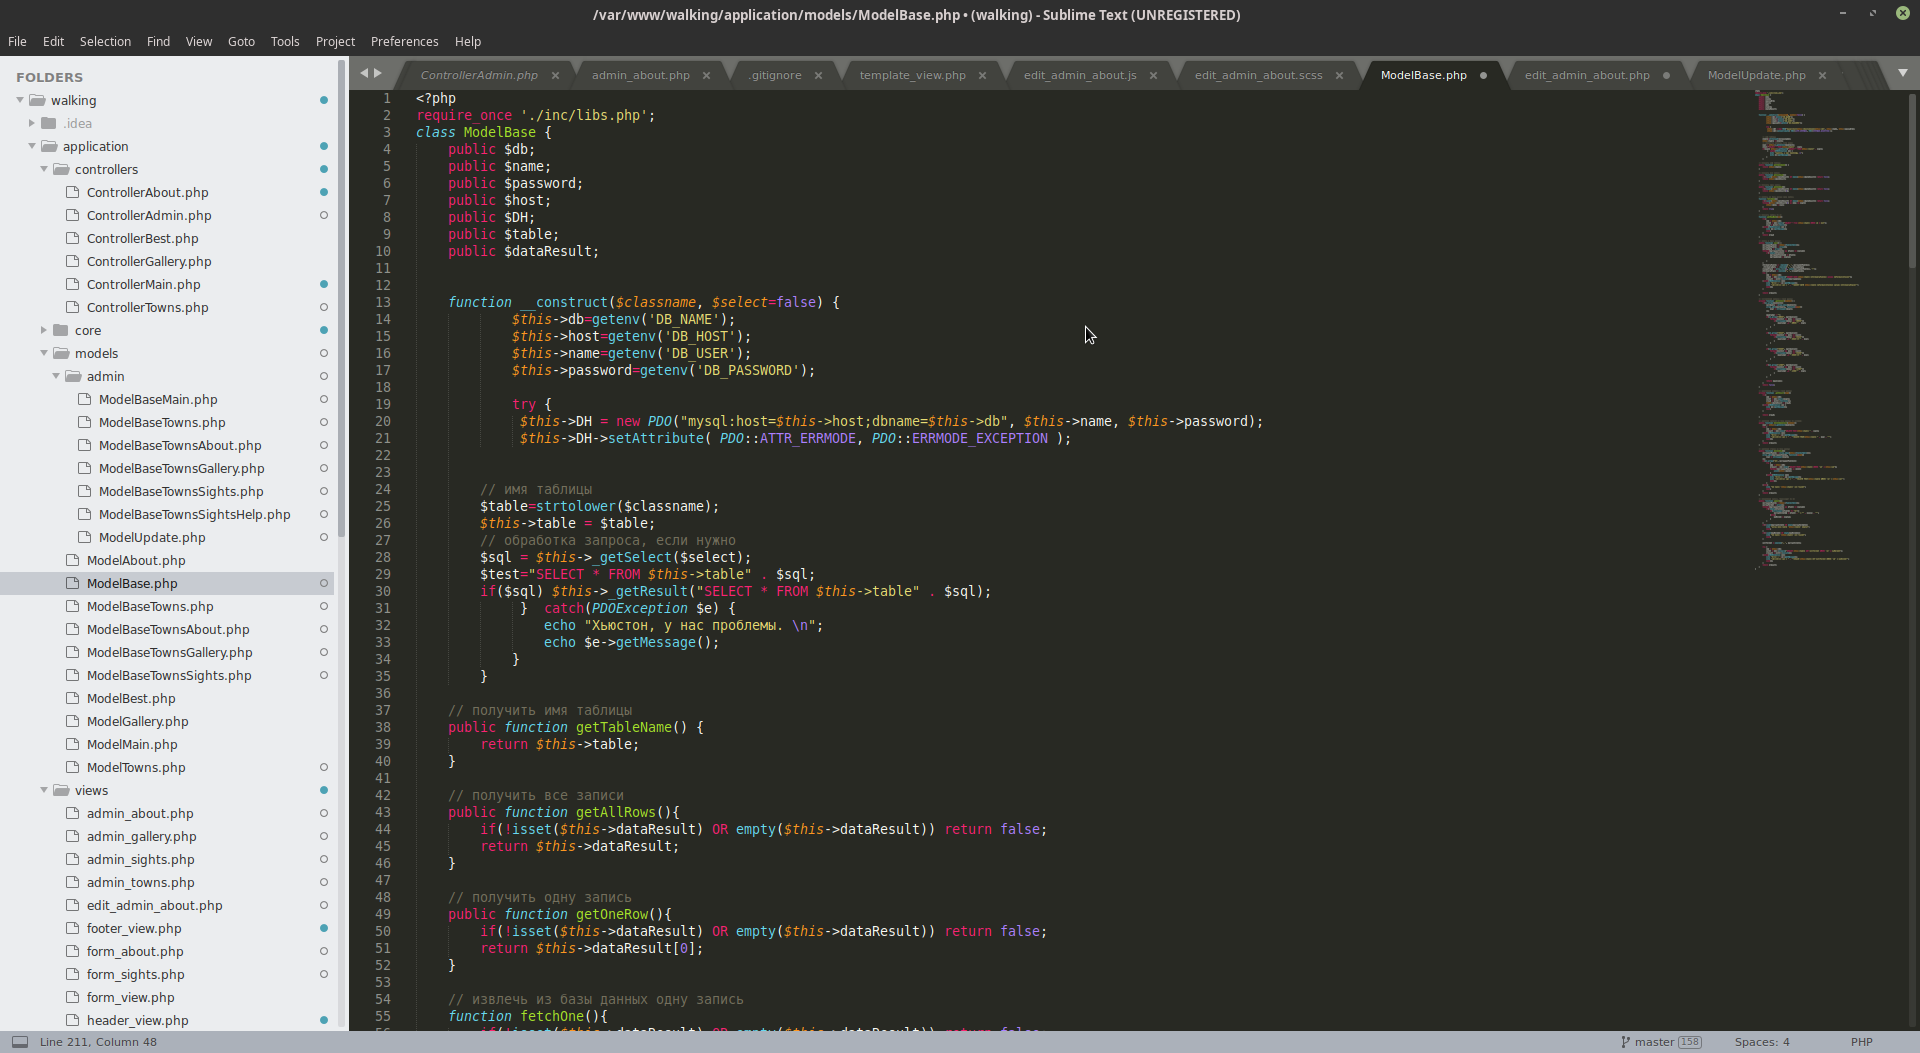 /var/www/walking/application/models/ModelBase.php • (walking) - Sublime Text (UNREGISTERED)
File Edit Selection Find View Goto Tools Project Preferences Help
ControllerAdmin.php admin_about.php .gitignore template_view.php edit_admin_about.js edit_admin_about.scss ModelBase.php edit_admin_about.php ModelUpdate.php
FOLDERS
walking
.idea
application
controllers
ControllerAbout.php
ControllerAdmin.php
ControllerBest.php
ControllerGallery.php
ControllerMain.php
ControllerTowns.php
core
models
admin
ModelBaseMain.php
ModelBaseTowns.php
ModelBaseTownsAbout.php
ModelBaseTownsGallery.php
ModelBaseTownsSights.php
ModelBaseTownsSightsHelp.php
ModelUpdate.php
ModelAbout.php
ModelBase.php
ModelBaseTowns.php
ModelBaseTownsAbout.php
ModelBaseTownsGallery.php
ModelBaseTownsSights.php
ModelBest.php
ModelGallery.php
ModelMain.php
ModelTowns.php
views
admin_about.php
admin_gallery.php
admin_sights.php
admin_towns.php
edit_admin_about.php
footer_view.php
form_about.php
form_sights.php
form_view.php
header_view.php
1 <?php
2 require_once './inc/libs.php';
3 class ModelBase {
4 public $db;
5 public $name;
6 public $password;
7 public $host;
8 public $DH;
9 public $table;
10 public $dataResult;
11
12
13 function __construct($classname, $select=false) {
14 $this->db=getenv('DB_NAME');
15 $this->host=getenv('DB_HOST');
16 $this->name=getenv('DB_USER');
17 $this->password=getenv('DB_PASSWORD');
18
19 try {
20 $this->DH = new PDO("mysql:host=$this->host;dbname=$this->db", $this->name, $this->password);
21 $this->DH->setAttribute( PDO::ATTR_ERRMODE, PDO::ERRMODE_EXCEPTION );
22
23
24 // имя таблицы
25 $table=strtolower($classname);
26 $this->table = $table;
27 // обработка запроса, если нужно
28 $sql = $this->_getSelect($select);
29 $test="SELECT * FROM $this->table" . $sql;
30 if($sql) $this->_getResult("SELECT * FROM $this->table" . $sql);
31 } catch(PDOException $e) {
32 echo "Хьюстон, у нас проблемы. \n";
33 echo $e->getMessage();
34 }
35 }
36
37 // получить имя таблицы
38 public function getTableName() {
39 return $this->table;
40 }
41
42 // получить все записи
43 public function getAllRows(){
44 if(!isset($this->dataResult) OR empty($this->dataResult)) return false;
45 return $this->dataResult;
46 }
47
48 // получить одну запись
49 public function getOneRow(){
50 if(!isset($this->dataResult) OR empty($this->dataResult)) return false;
51 return $this->dataResult[0];
52 }
53
54 // извлечь из базы данных одну запись
55 function fetchOne(){
Line 211, Column 48 master 158 Spaces: 4 PHP